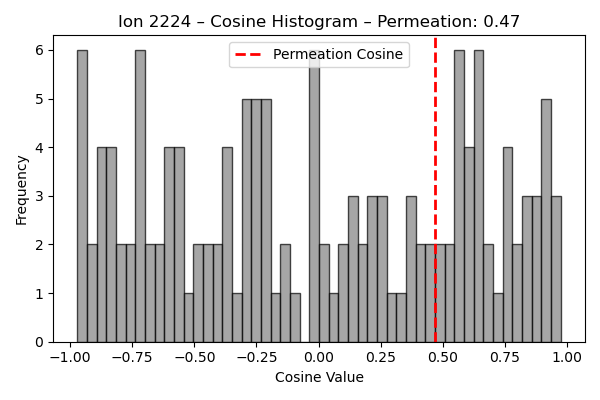 Ion 2224 – Cosine Histogram – Permeation: 0.47
Permeation Cosine
Frequency
6
5
4
3
2
1
0
−1.00 −0.75 −0.50 −0.25 0.00 0.25 0.50 0.75 1.00
Cosine Value